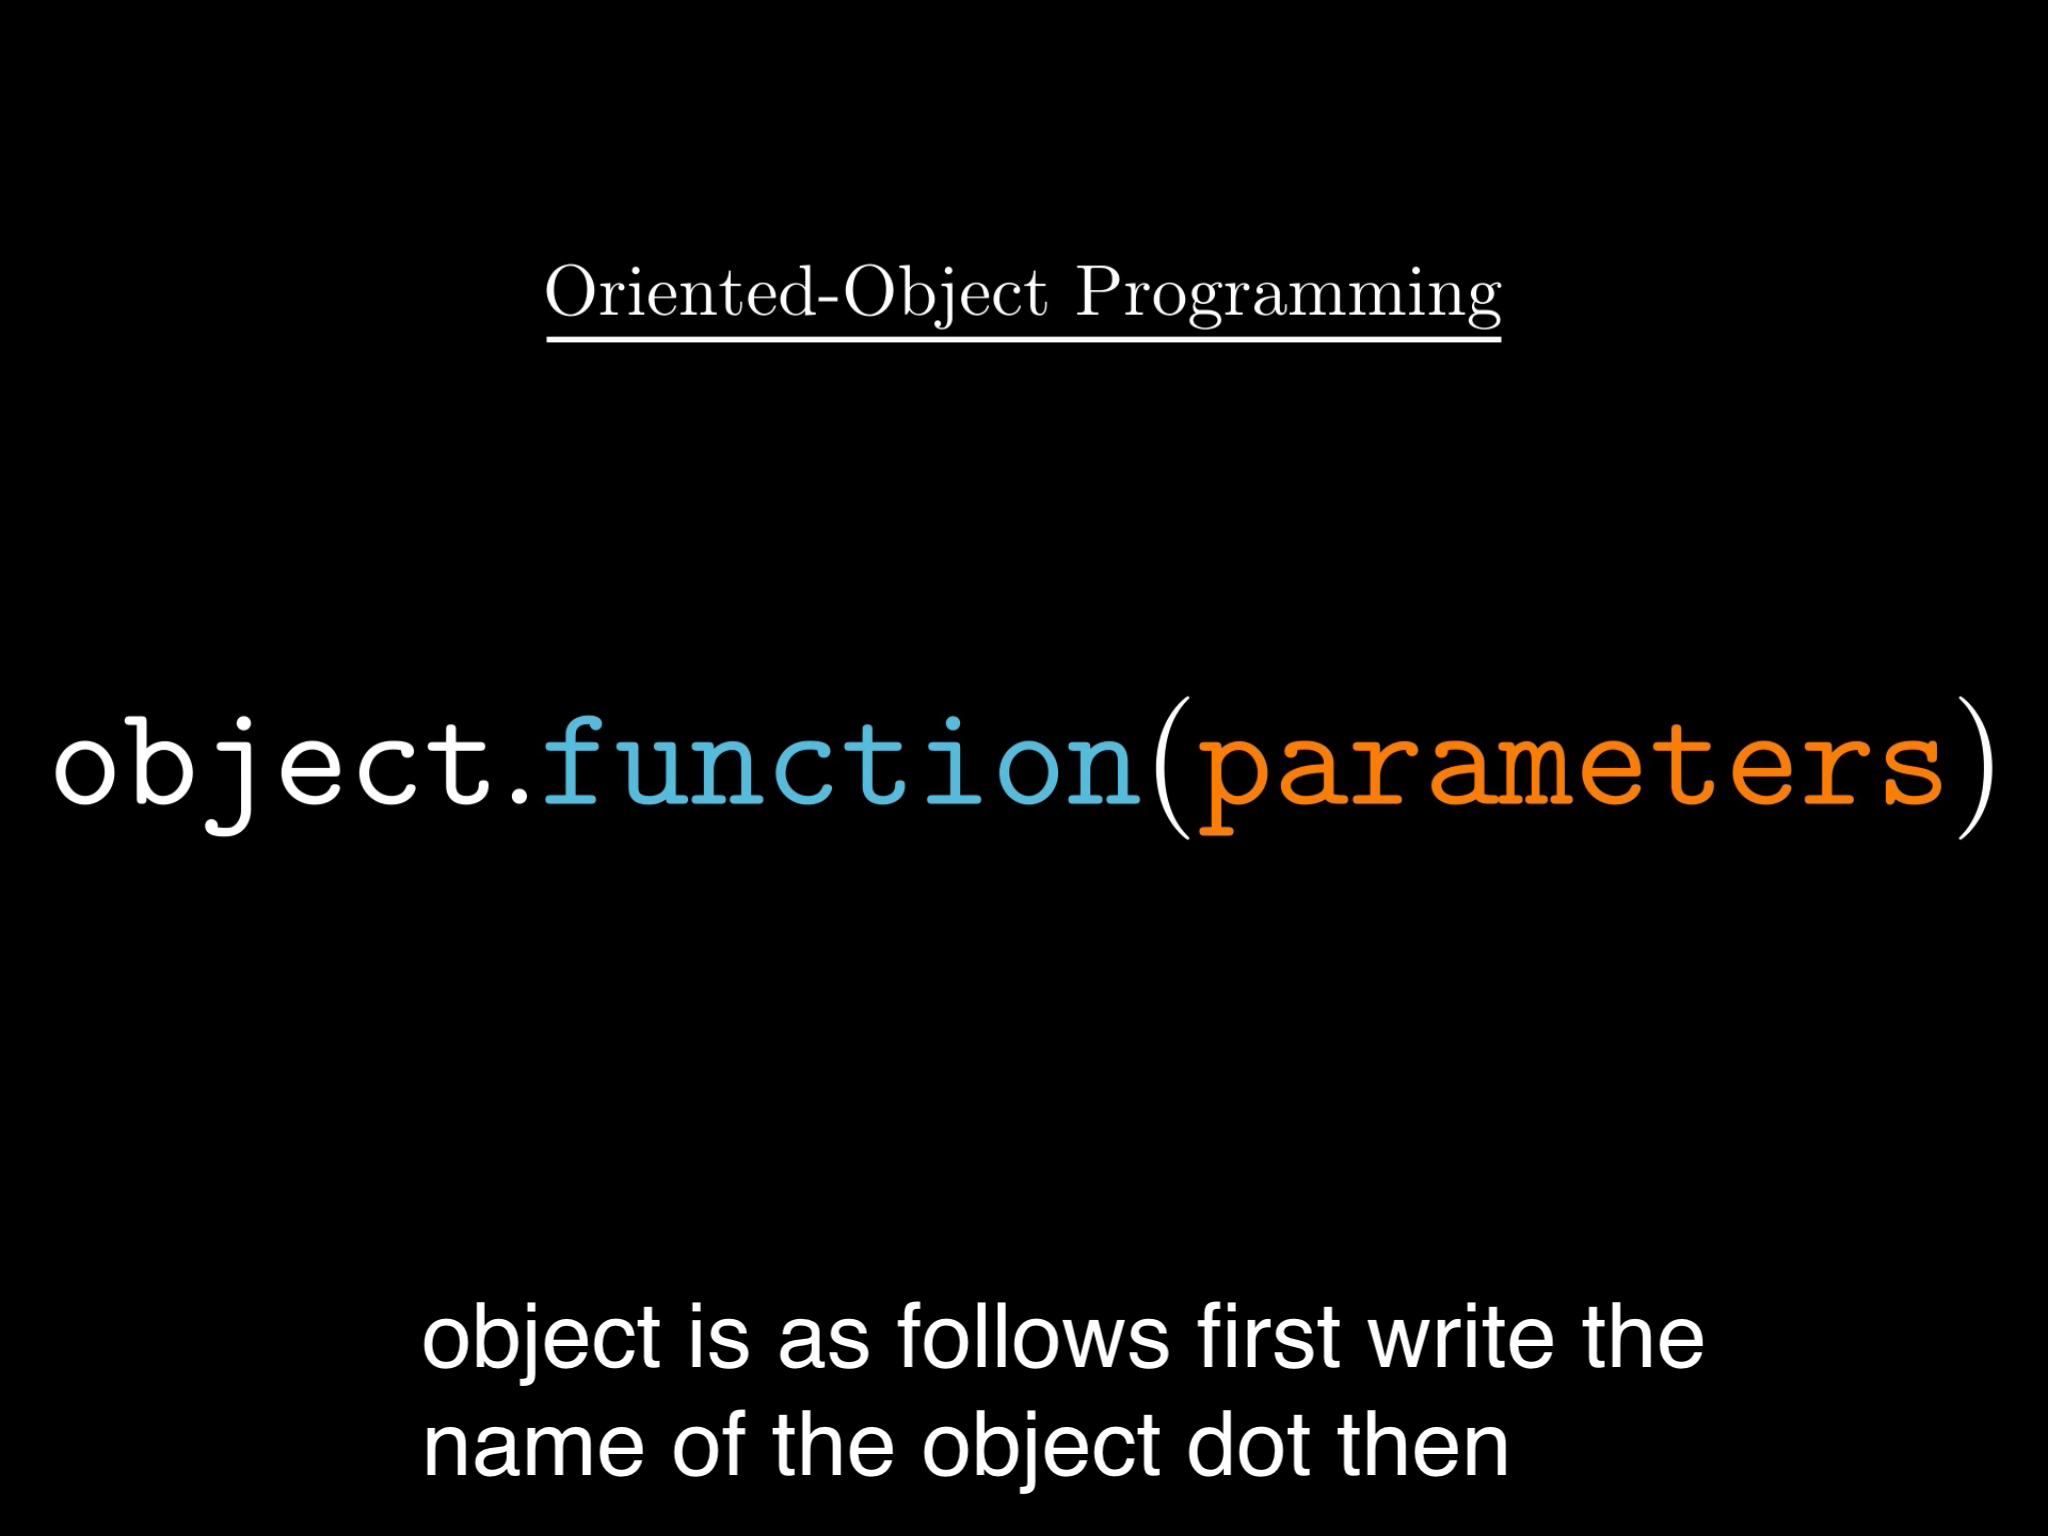 Oriented-Object Programming
object.function(parameters)
object is as follows first write the
name of the object dot then